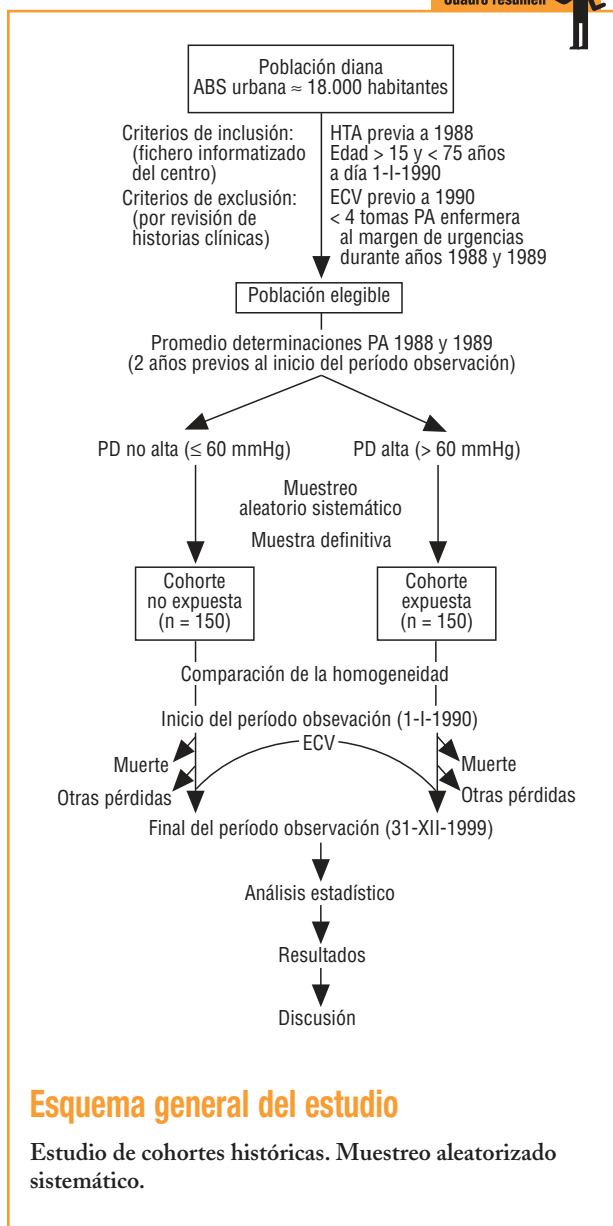 Cuadro resumen
Población diana
ABS urbana ≈ 18.000 habitantes
Criterios de inclusión:
(fichero informatizado
del centro)
HTA previa a 1988
Edad > 15 y < 75 años
a día 1-I-1990
Criterios de exclusión:
(por revisión de
historias clínicas)
ECV previo a 1990
< 4 tomas PA enfermera
al margen de urgencias
durante años 1988 y 1989
Población elegible
Promedio determinaciones PA 1988 y 1989
(2 años previos al inicio del período observación)
PD no alta (≤ 60 mmHg)
PD alta (> 60 mmHg)
Muestreo
aleatorio sistemático
Muestra definitiva
Cohorte
no expuesta
(n = 150)
Cohorte
expuesta
(n = 150)
Comparación de la homogeneidad
Inicio del período obsevación (1-I-1990)
ECV
Muerte
Muerte
Otras pérdidas
Otras pérdidas
Final del período observación (31-XII-1999)
Análisis estadístico
Resultados
Discusión
Esquema general del estudio
Estudio de cohortes históricas. Muestreo aleatorizado
sistemático.